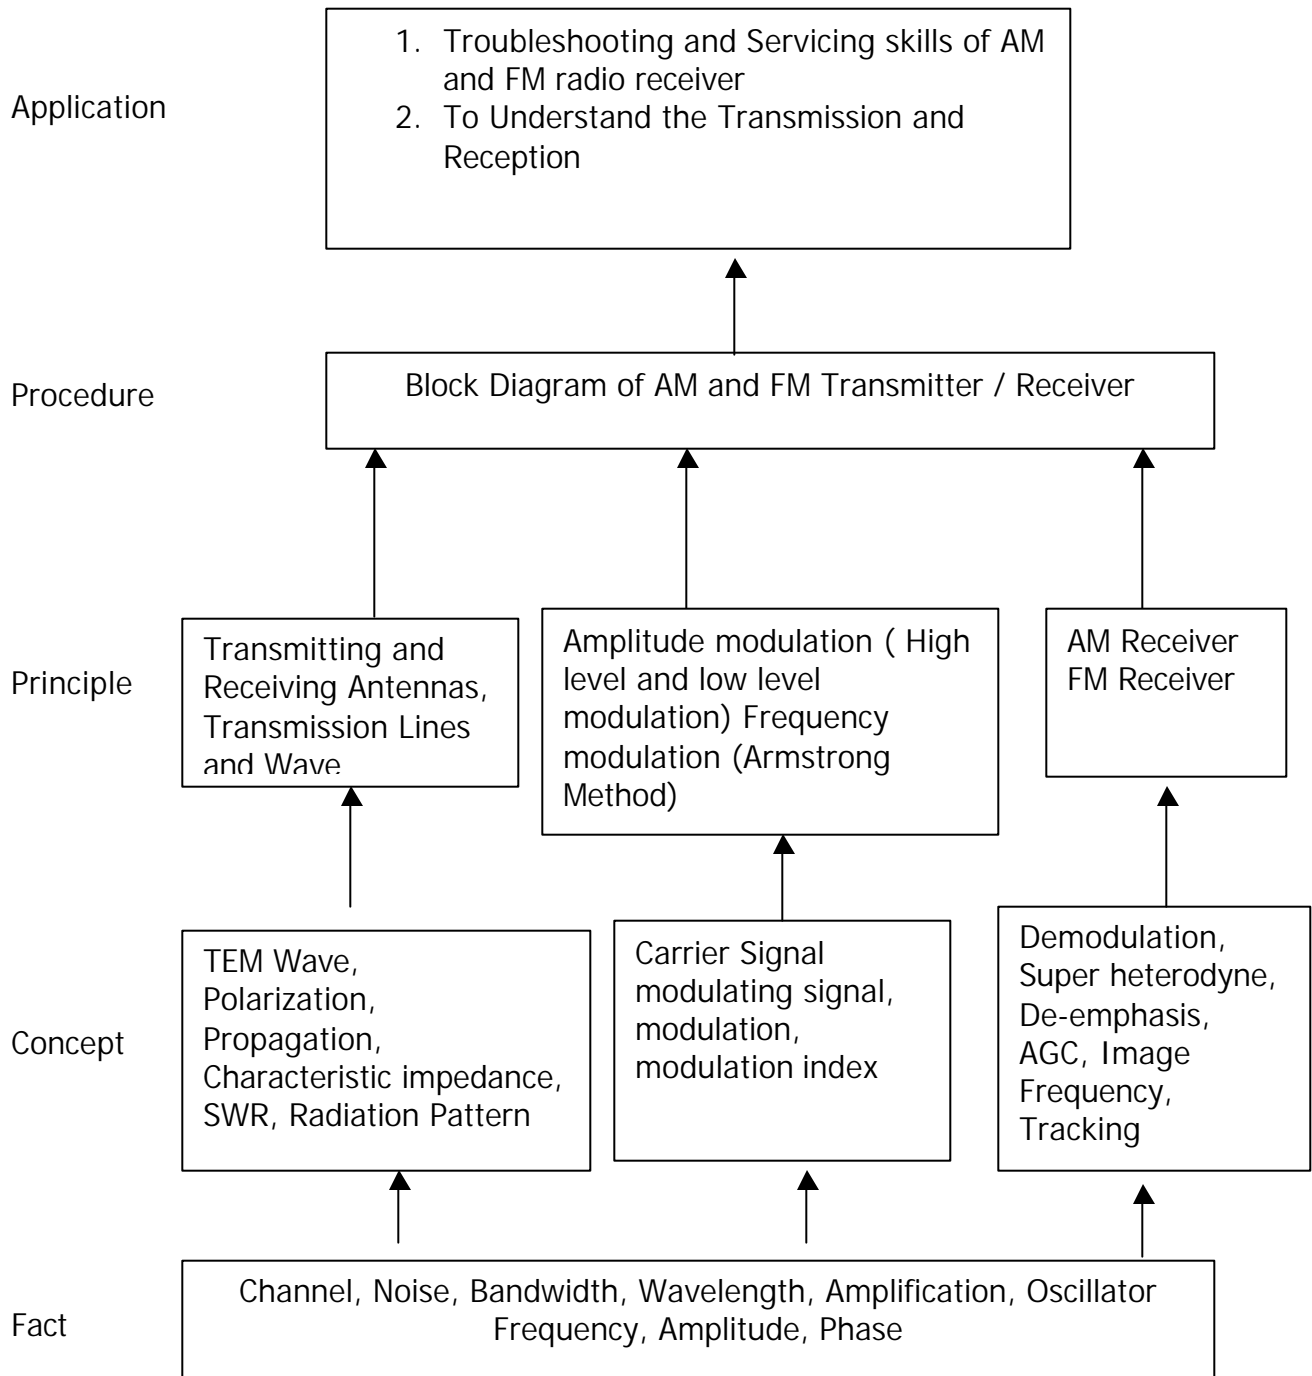 Application
1. Troubleshooting and Servicing skills of AM
and FM radio receiver
2. To Understand the Transmission and
Reception
Procedure
Block Diagram of AM and FM Transmitter / Receiver
Principle
Transmitting and
Receiving Antennas,
Transmission Lines
and Wave
Amplitude modulation ( High
level and low level
modulation) Frequency
modulation (Armstrong
Method)
AM Receiver
FM Receiver
Concept
TEM Wave,
Polarization,
Propagation,
Characteristic impedance,
SWR, Radiation Pattern
Carrier Signal
modulating signal,
modulation,
modulation index
Demodulation,
Super heterodyne,
De-emphasis,
AGC, Image
Frequency,
Tracking
Fact
Channel, Noise, Bandwidth, Wavelength, Amplification, Oscillator
Frequency, Amplitude, Phase